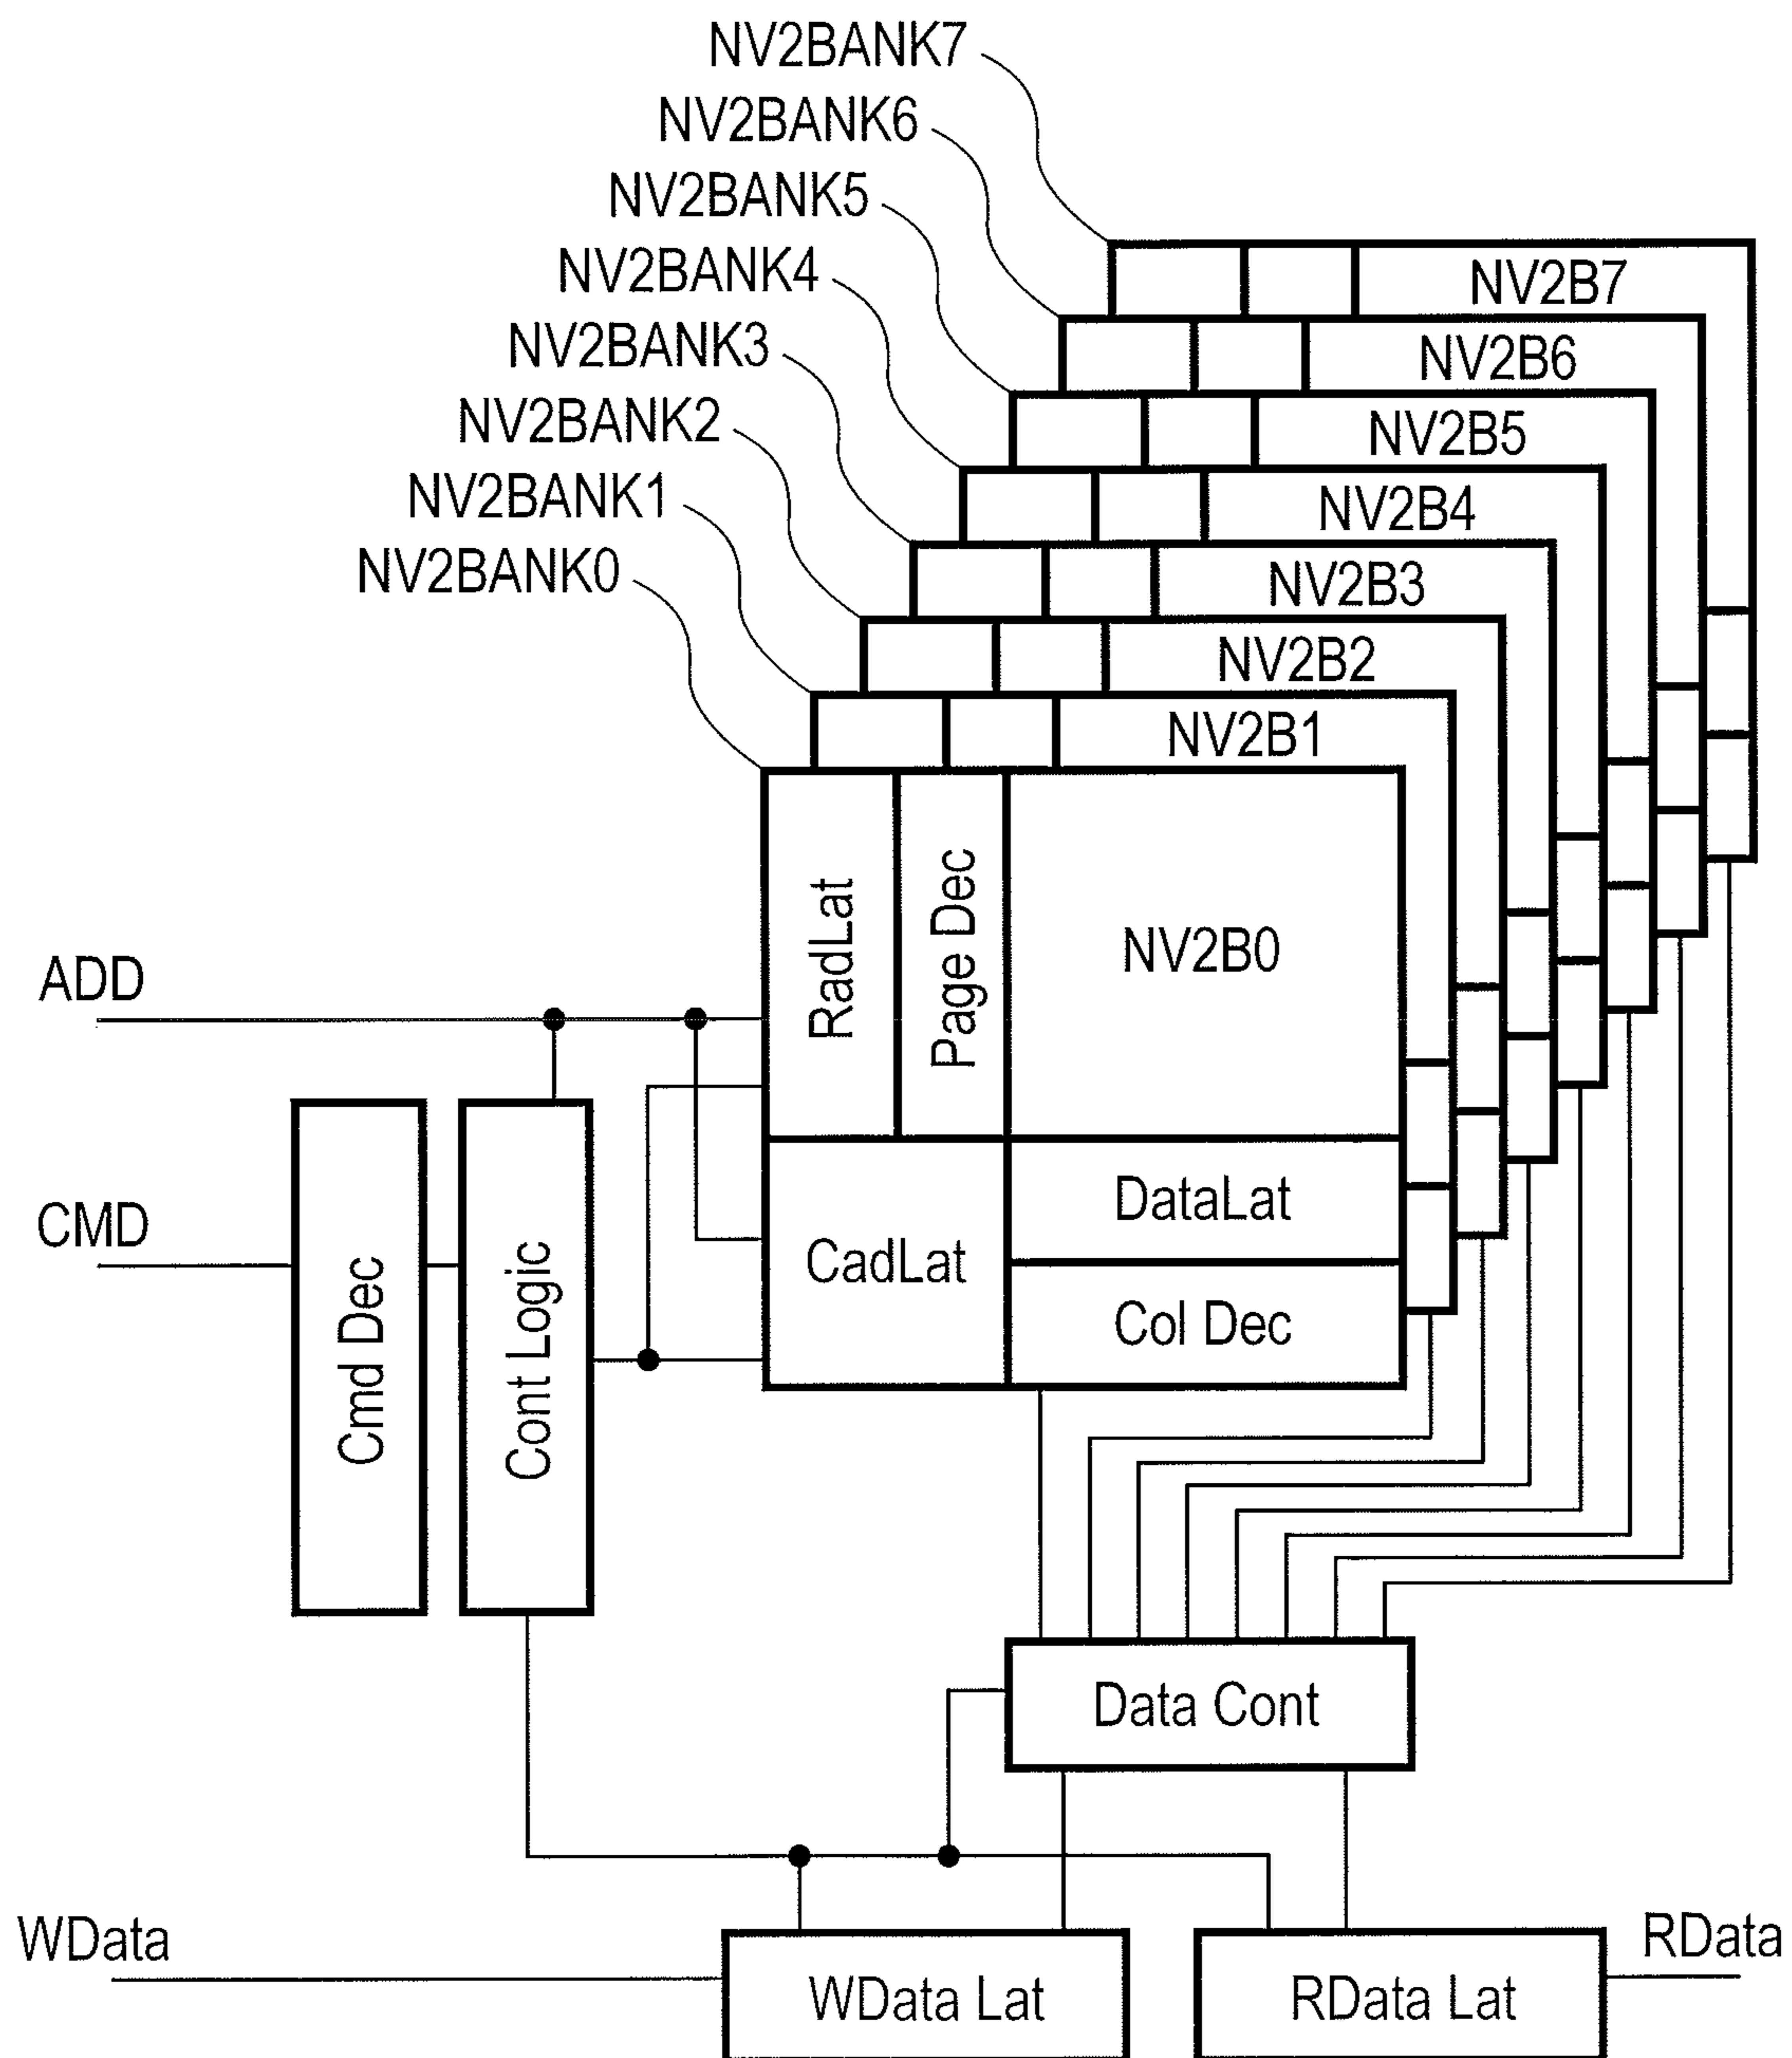 NV2BANK7
NV2BANK6
NV2BANK5
NV2BANK4
NV2BANK3
NV2BANK2
NV2BANK1
NV2BANK0
NV2B7
NV2B6
NV2B5
NV2B4
NV2B3
NV2B2
NV2B1
NV2B0
RadLat
Page Dec
ADD
CMD
Cmd Dec
Cont Logic
CadLat
DataLat
Col Dec
Data Cont
WData
WData Lat
RData Lat
RData